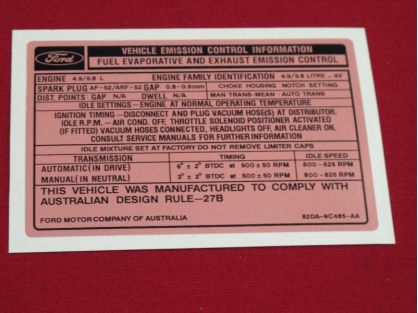 Ford
VEHICLE EMISSION CONTROL INFORMATION
FUEL EVAPORATIVE AND EXHAUST EMISSION CONTROL
ENGINE 4.9/5.8 L ENGINE FAMILY IDENTIFICATION 4.9/5.8 LITRE - 4V
SPARK PLUG AF-52/ARF-52 GAP 0.8-0.9mm CHOKE HOUSING NOTCH SETTING
DIST. POINTS GAP N/A DWELL N/A MAN TRANS-MEAN AUTO TRANS
IDLE SETTINGS-ENGINE AT NORMAL OPERATING TEMPERATURE
IGNITION TIMING -DISCONNECT AND PLUG VACUUM HOSE(S) AT DISTRIBUTOR.
IDLE R.P.M. - AIR COND. OFF, THROTTLE SOLENOID POSITIONER ACTIVATED
(IF FITTED) VACUUM HOSES CONNECTED, HEADLIGHTS OFF, AIR CLEANER ON.
CONSULT SERVICE MANUALS FOR FURTHER INFORMATION.
IDLE MIXTURE SET AT FACTORY DO NOT REMOVE LIMITER CAPS
TRANSMISSION TIMING IDLE SPEED
AUTOMATIC (IN DRIVE) 6° ± 2° BTDC at 500 ± 50 RPM 600-625 RPM
MANUAL (IN NEUTRAL) 3° ± 2° BTDC at 500 ± 50 RPM 600-625 RPM
THIS VEHICLE WAS MANUFACTURED TO COMPLY WITH
AUSTRALIAN DESIGN RULE-27B
FORD MOTOR COMPANY OF AUSTRALIA 82DA-9C485-AA